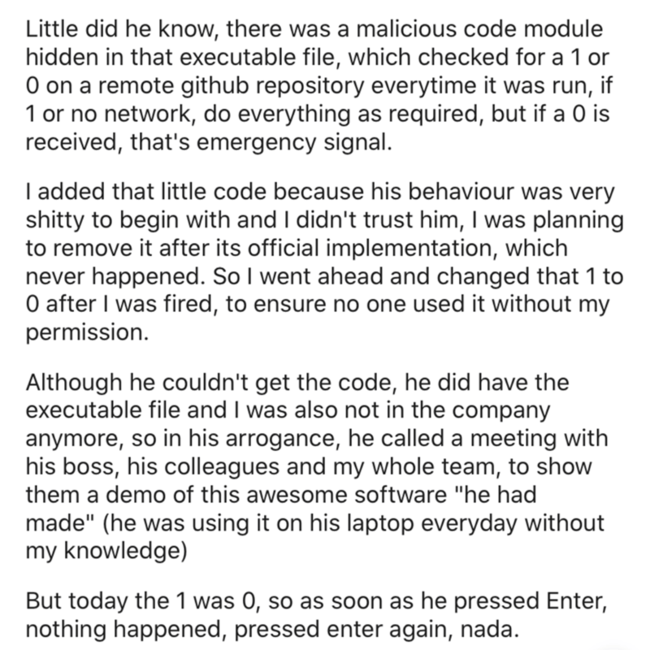 Little did he know, there was a malicious code module
hidden in that executable file, which checked for a 1 or
0 on a remote github repository everytime it was run, if
1 or no network, do everything as required, but if a 0 is
received, that's emergency signal.
I added that little code because his behaviour was very
shitty to begin with and I didn't trust him, I was planning
to remove it after its official implementation, which
never happened. So I went ahead and changed that 1 to
0 after I was fired, to ensure no one used it without my
permission.
Although he couldn't get the code, he did have the
executable file and I was also not in the company
anymore, so in his arrogance, he called a meeting with
his boss, his colleagues and my whole team, to show
them a demo of this awesome software "he had
made" (he was using it on his laptop everyday without
my knowledge)
But today the 1 was 0, so as soon as he pressed Enter,
nothing happened, pressed enter again, nada.